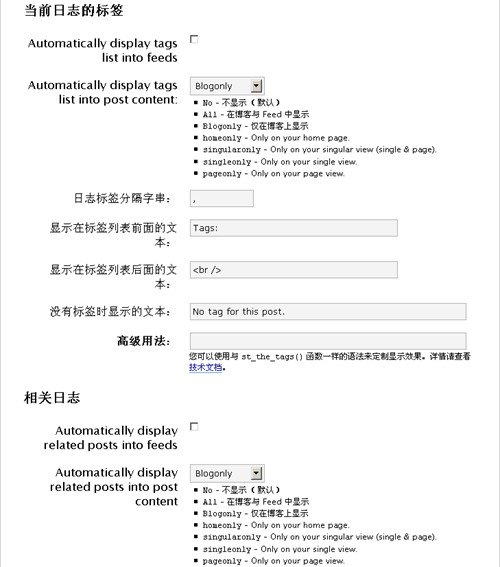 当前日志的标签
Automatically display tags
list into feeds
Automatically display tags
list into post content:
Blogonly
No - 不显示 (默认)
All - 在博客与 Feed 中显示
Blogonly - 仅在博客上显示
homeonly - Only on your home page.
singularonly - Only on your singular view (single & page).
singleonly - Only on your single view.
pageonly - Only on your page view.
日志标签分隔字串:
,
显示在标签列表前面的文
本:
Tags:
显示在标签列表后面的文
本:
<br />
没有标签时显示的文本:
No tag for this post.
高级用法:
您可以使用与 st_the_tags() 函数一样的语法来定制显示效果。详情请查看
技术文档。
相关日志
Automatically display
related posts into feeds
Automatically display
related posts into post
content
Blogonly
No - 不显示 (默认)
All - 在博客与 Feed 中显示
Blogonly - 仅在博客上显示
homeonly - Only on your home page.
singularonly - Only on your singular view (single & page).
singleonly - Only on your single view.
pageonly - Only on your page view.